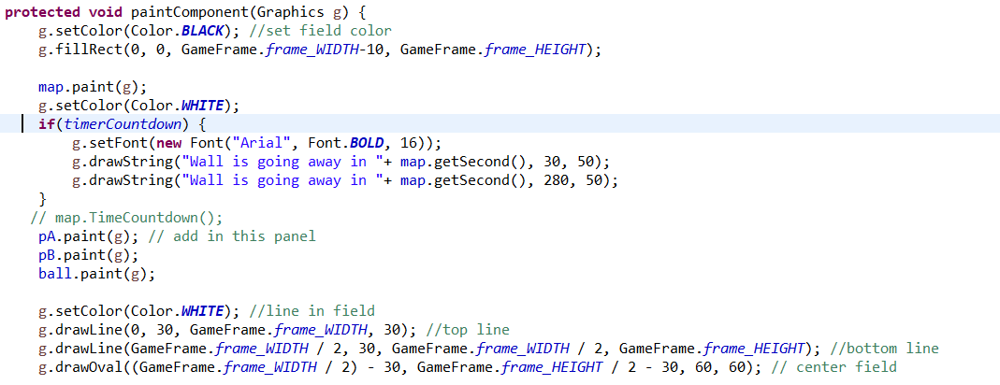 protected void paintComponent(Graphics g) {
g.setColor(Color.BLACK); //set field color
g.fillRect(0, 0, GameFrame.frame_WIDTH-10, GameFrame.frame_HEIGHT);
map.paint(g);
g.setColor(Color.WHITE);
if(timerCountdown) {
g.setFont(new Font("Arial", Font.BOLD, 16));
g.drawString("Wall is going away in "+ map.getSecond(), 30, 50);
g.drawString("Wall is going away in "+ map.getSecond(), 280, 50);
}
// map.TimeCountdown();
pA.paint(g); // add in this panel
pB.paint(g);
ball.paint(g);
g.setColor(Color.WHITE); //line in field
g.drawLine(0, 30, GameFrame.frame_WIDTH, 30); //top line
g.drawLine(GameFrame.frame_WIDTH / 2, 30, GameFrame.frame_WIDTH / 2, GameFrame.frame_HEIGHT); //bottom line
g.drawOval((GameFrame.frame_WIDTH / 2) - 30, GameFrame.frame_HEIGHT / 2 - 30, 60, 60); // center field